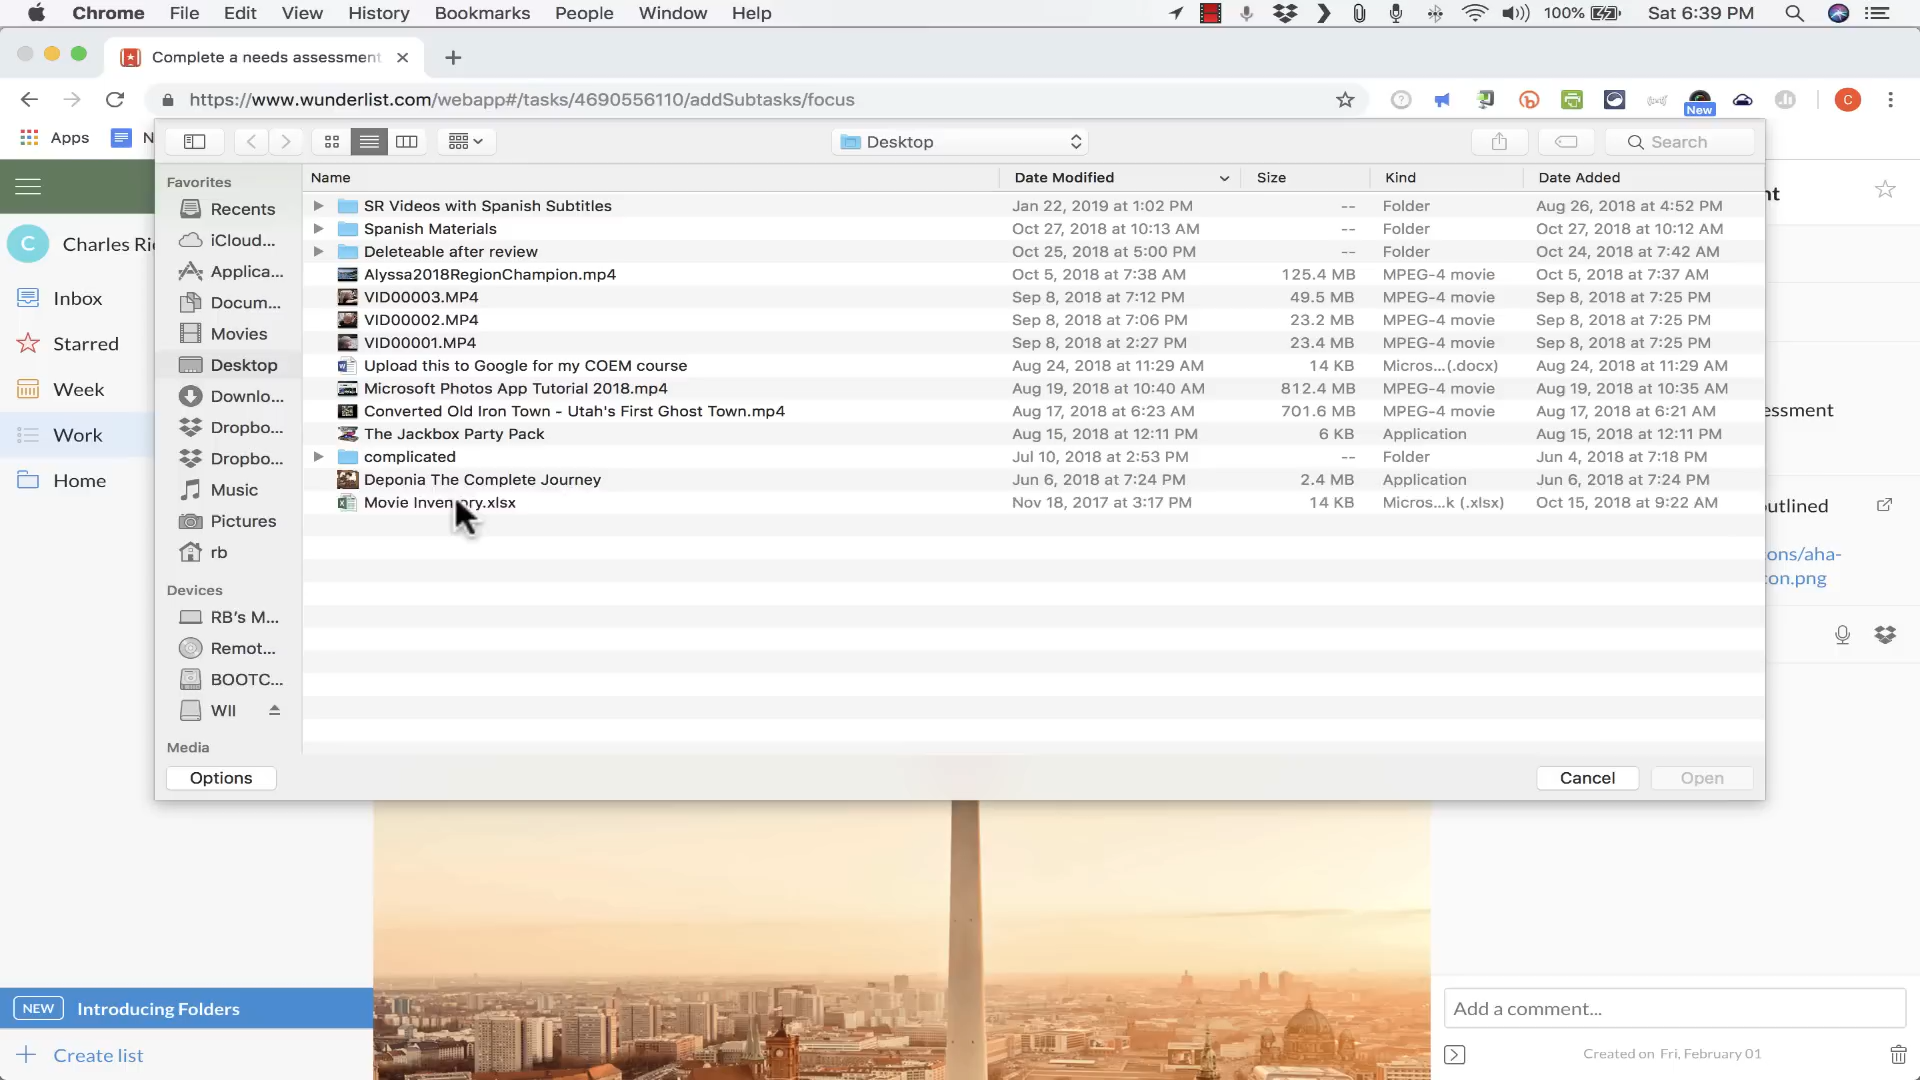 Chrome File Edit View History Bookmarks People Window Help 100% Sat 6:39 PM
Complete a needs assessment
https://www.wunderlist.com/webapp#/tasks/4690556110/addSubtasks/focus
New
C
Apps N
Desktop
Search
Favorites
Recents
iCloud...
Applica...
Docum...
Movies
Desktop
Downlo...
Dropbo...
Dropbo...
Music
Pictures
rb
Devices
RB's M...
Remot...
BOOTC...
WII
Media
Name Date Modified Size Kind Date Added
SR Videos with Spanish Subtitles Jan 22, 2019 at 1:02 PM -- Folder Aug 26, 2018 at 4:52 PM
Spanish Materials Oct 27, 2018 at 10:13 AM -- Folder Oct 27, 2018 at 10:12 AM
Deleteable after review Oct 25, 2018 at 5:00 PM -- Folder Oct 24, 2018 at 7:42 AM
Alyssa2018RegionChampion.mp4 Oct 5, 2018 at 7:38 AM 125.4 MB MPEG-4 movie Oct 5, 2018 at 7:37 AM
VID00003.MP4 Sep 8, 2018 at 7:12 PM 49.5 MB MPEG-4 movie Sep 8, 2018 at 7:25 PM
VID00002.MP4 Sep 8, 2018 at 7:06 PM 23.2 MB MPEG-4 movie Sep 8, 2018 at 7:25 PM
VID00001.MP4 Sep 8, 2018 at 2:27 PM 23.4 MB MPEG-4 movie Sep 8, 2018 at 7:25 PM
Upload this to Google for my COEM course Aug 24, 2018 at 11:29 AM 14 KB Micros...(.docx) Aug 24, 2018 at 11:29 AM
Microsoft Photos App Tutorial 2018.mp4 Aug 19, 2018 at 10:40 AM 812.4 MB MPEG-4 movie Aug 19, 2018 at 10:35 AM
Converted Old Iron Town - Utah's First Ghost Town.mp4 Aug 17, 2018 at 6:23 AM 701.6 MB MPEG-4 movie Aug 17, 2018 at 6:21 AM
The Jackbox Party Pack Aug 15, 2018 at 12:11 PM 6 KB Application Aug 15, 2018 at 12:11 PM
complicated Jul 10, 2018 at 2:53 PM -- Folder Jun 4, 2018 at 7:18 PM
Deponia The Complete Journey Jun 6, 2018 at 7:24 PM 2.4 MB Application Jun 6, 2018 at 7:24 PM
Movie Inventory.xlsx Nov 18, 2017 at 3:17 PM 14 KB Micros...k (.xlsx) Oct 15, 2018 at 9:22 AM
Options Cancel Open
C Charles Ri
Inbox
Starred
Week
Work
Home
NEW Introducing Folders
Create list
nt
essment
outlined
ons/aha-
con.png
Add a comment...
Created on Fri, February 01